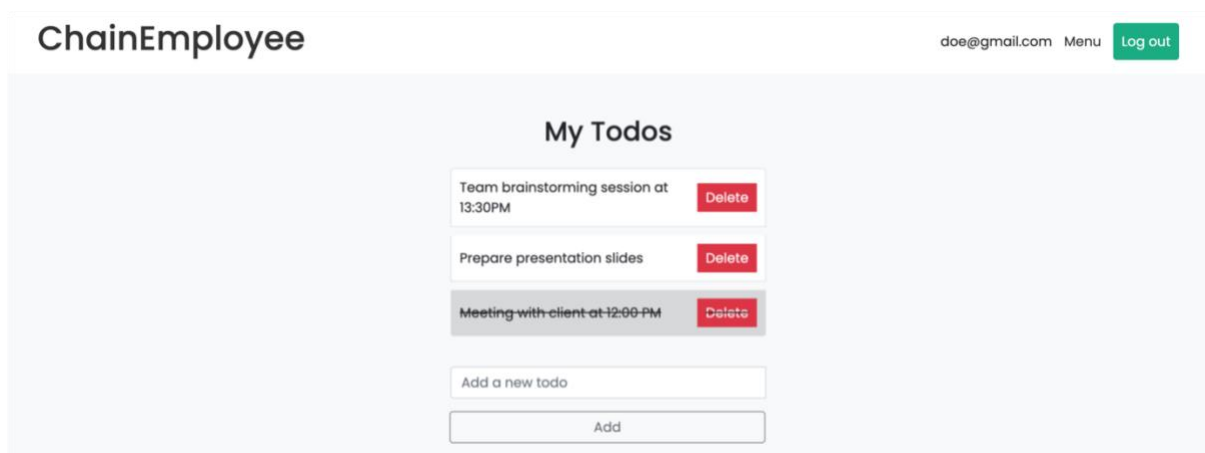 ChainEmployee
doe@gmail.com Menu Log out
My Todos
Team brainstorming session at
13:30PM
Delete
Prepare presentation slides
Delete
Meeting with client at 12:00 PM
Delete
Add a new todo
Add